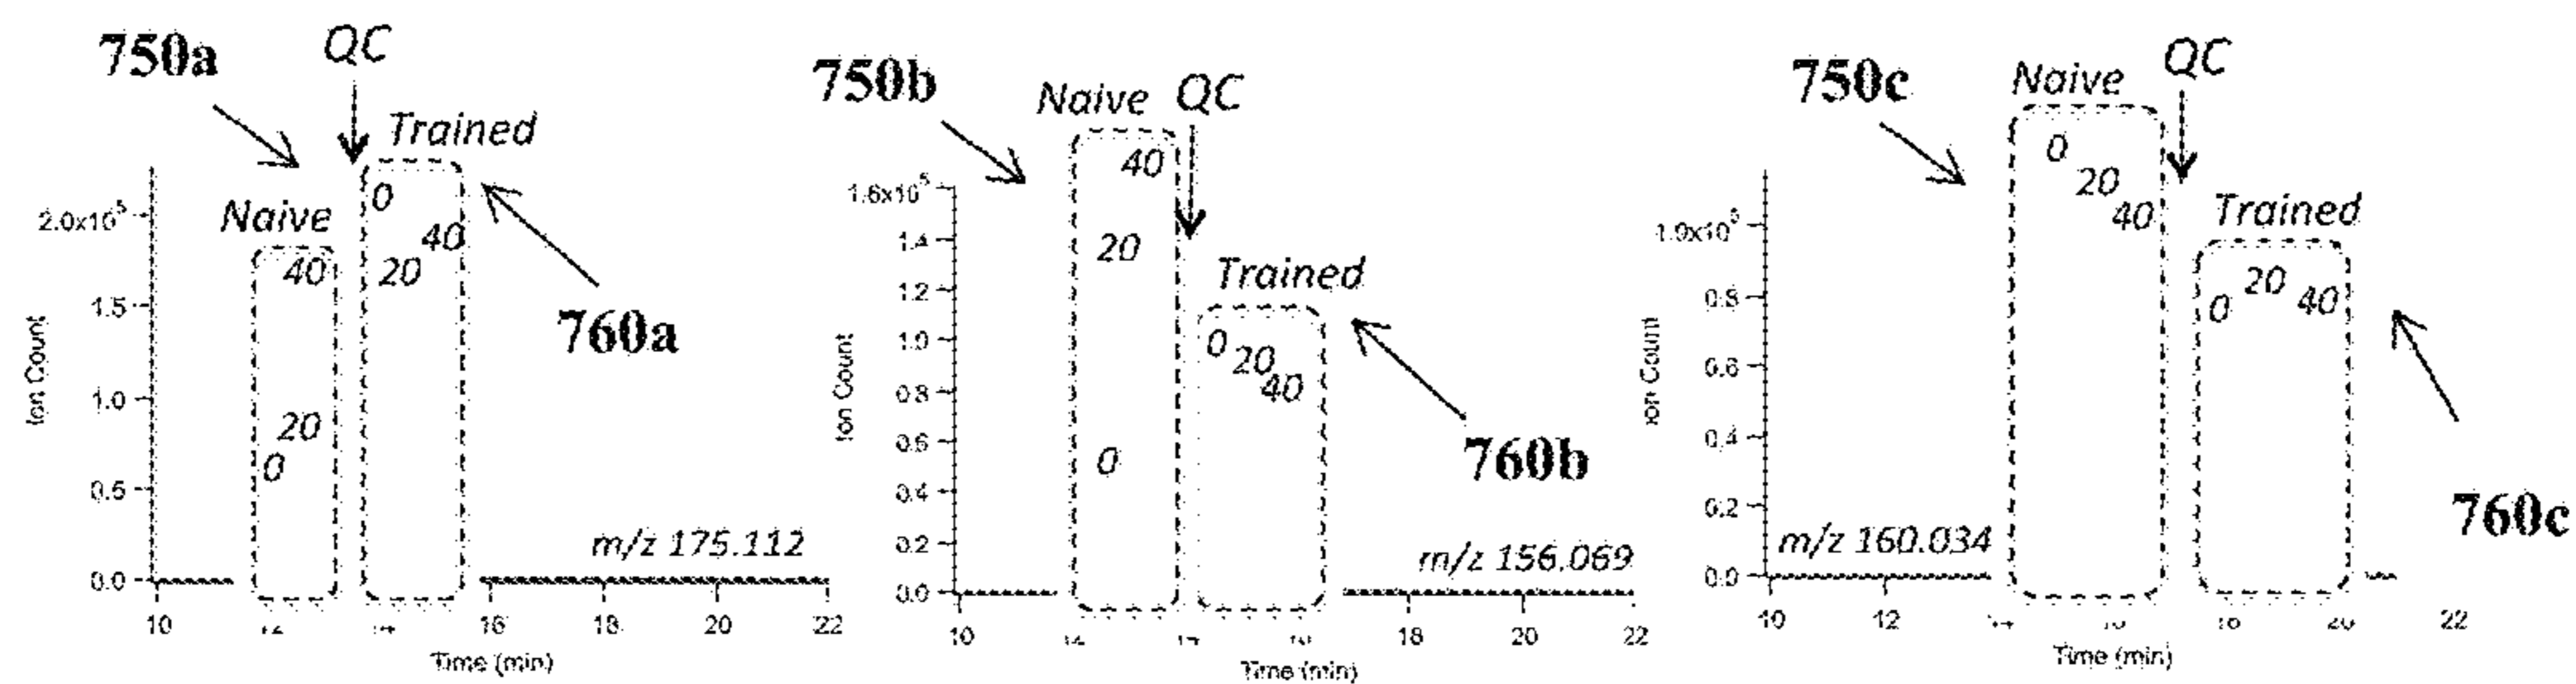 750a
QC
Trained
Naive
0
40
20
40
20
0
2.0x10⁵
1.5
1.0
0.5
0.0
Ion Count
m/z 175.112
10
16
18
20
22
Time (min)
760a
750b
Naive QC
40
20
0
Trained
0
20
40
1.6x10⁵
1.4
1.2
1.0
0.8
0.6
0.4
0.2
0.0
Ion Count
m/z 156.069
10
18
20
22
Time (min)
760b
750c
Naive
QC
0
20
40
Trained
0
20
40
0.8
0.6
0.4
0.2
0.0
Ion Count
m/z 160.034
10
12
22
Time (min)
760c